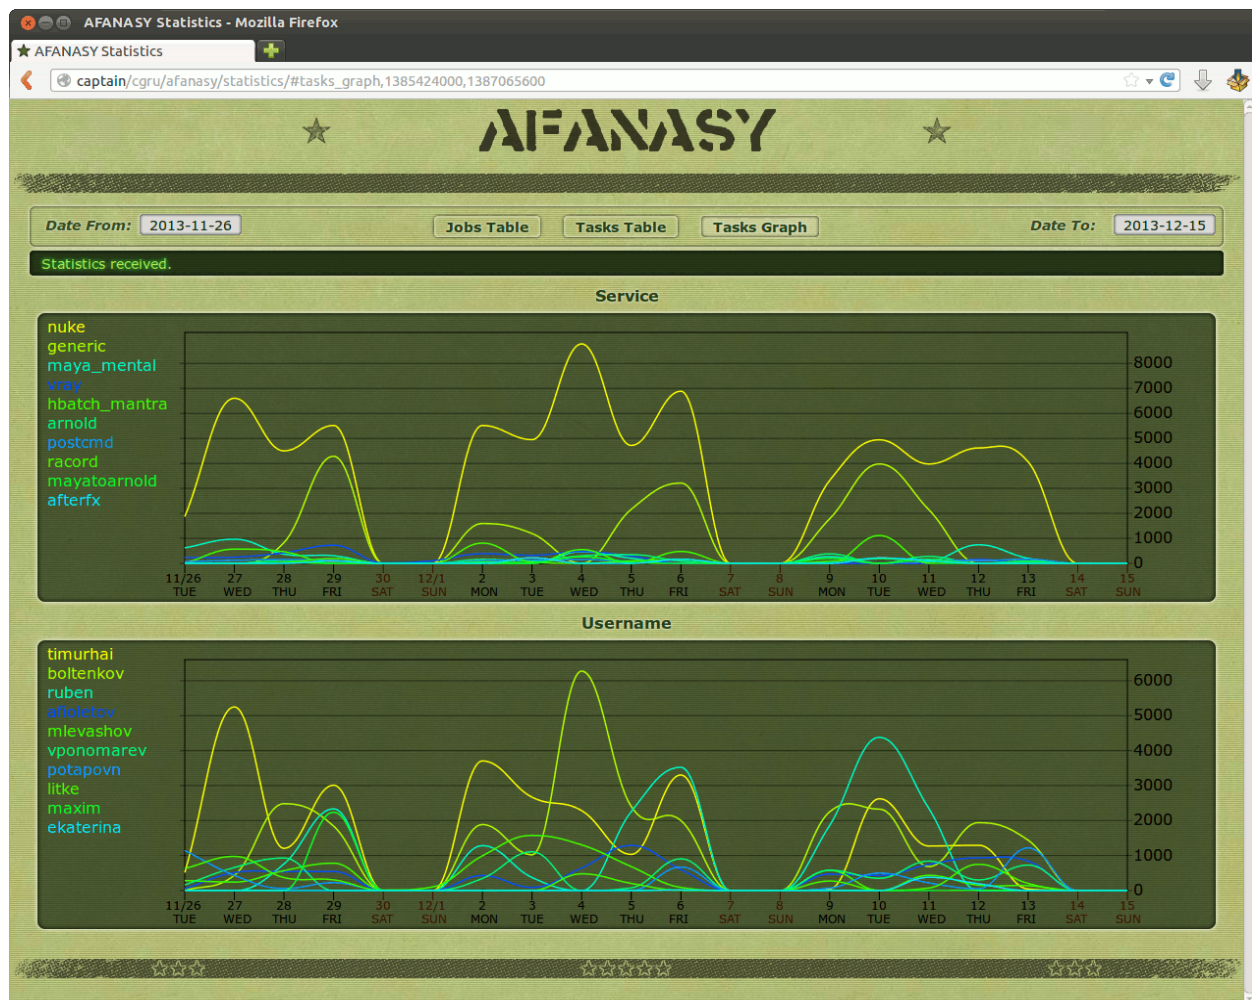 AFANASY Statistics - Mozilla Firefox
AFANASY Statistics
captain/cgru/afanasy/statistics/#tasks_graph,1385424000,1387065600
AFANASY
Date From: 2013-11-26 Jobs Table Tasks Table Tasks Graph Date To: 2013-12-15
Statistics received.
Service
nuke
generic
maya_mental
vray
hbatch_mantra
arnold
postcmd
racord
mayatoarnold
afterfx
8000
7000
6000
5000
4000
3000
2000
1000
0
11/26 27 28 29 30 12/1 2 3 4 5 6 7 8 9 10 11 12 13 14 15
TUE WED THU FRI SAT SUN MON TUE WED THU FRI SAT SUN MON TUE WED THU FRI SAT SUN
Username
timurhai
boltenkov
ruben
afioletov
mlevashov
vponomarev
potapovn
litke
maxim
ekaterina
6000
5000
4000
3000
2000
1000
0
11/26 27 28 29 30 12/1 2 3 4 5 6 7 8 9 10 11 12 13 14 15
TUE WED THU FRI SAT SUN MON TUE WED THU FRI SAT SUN MON TUE WED THU FRI SAT SUN